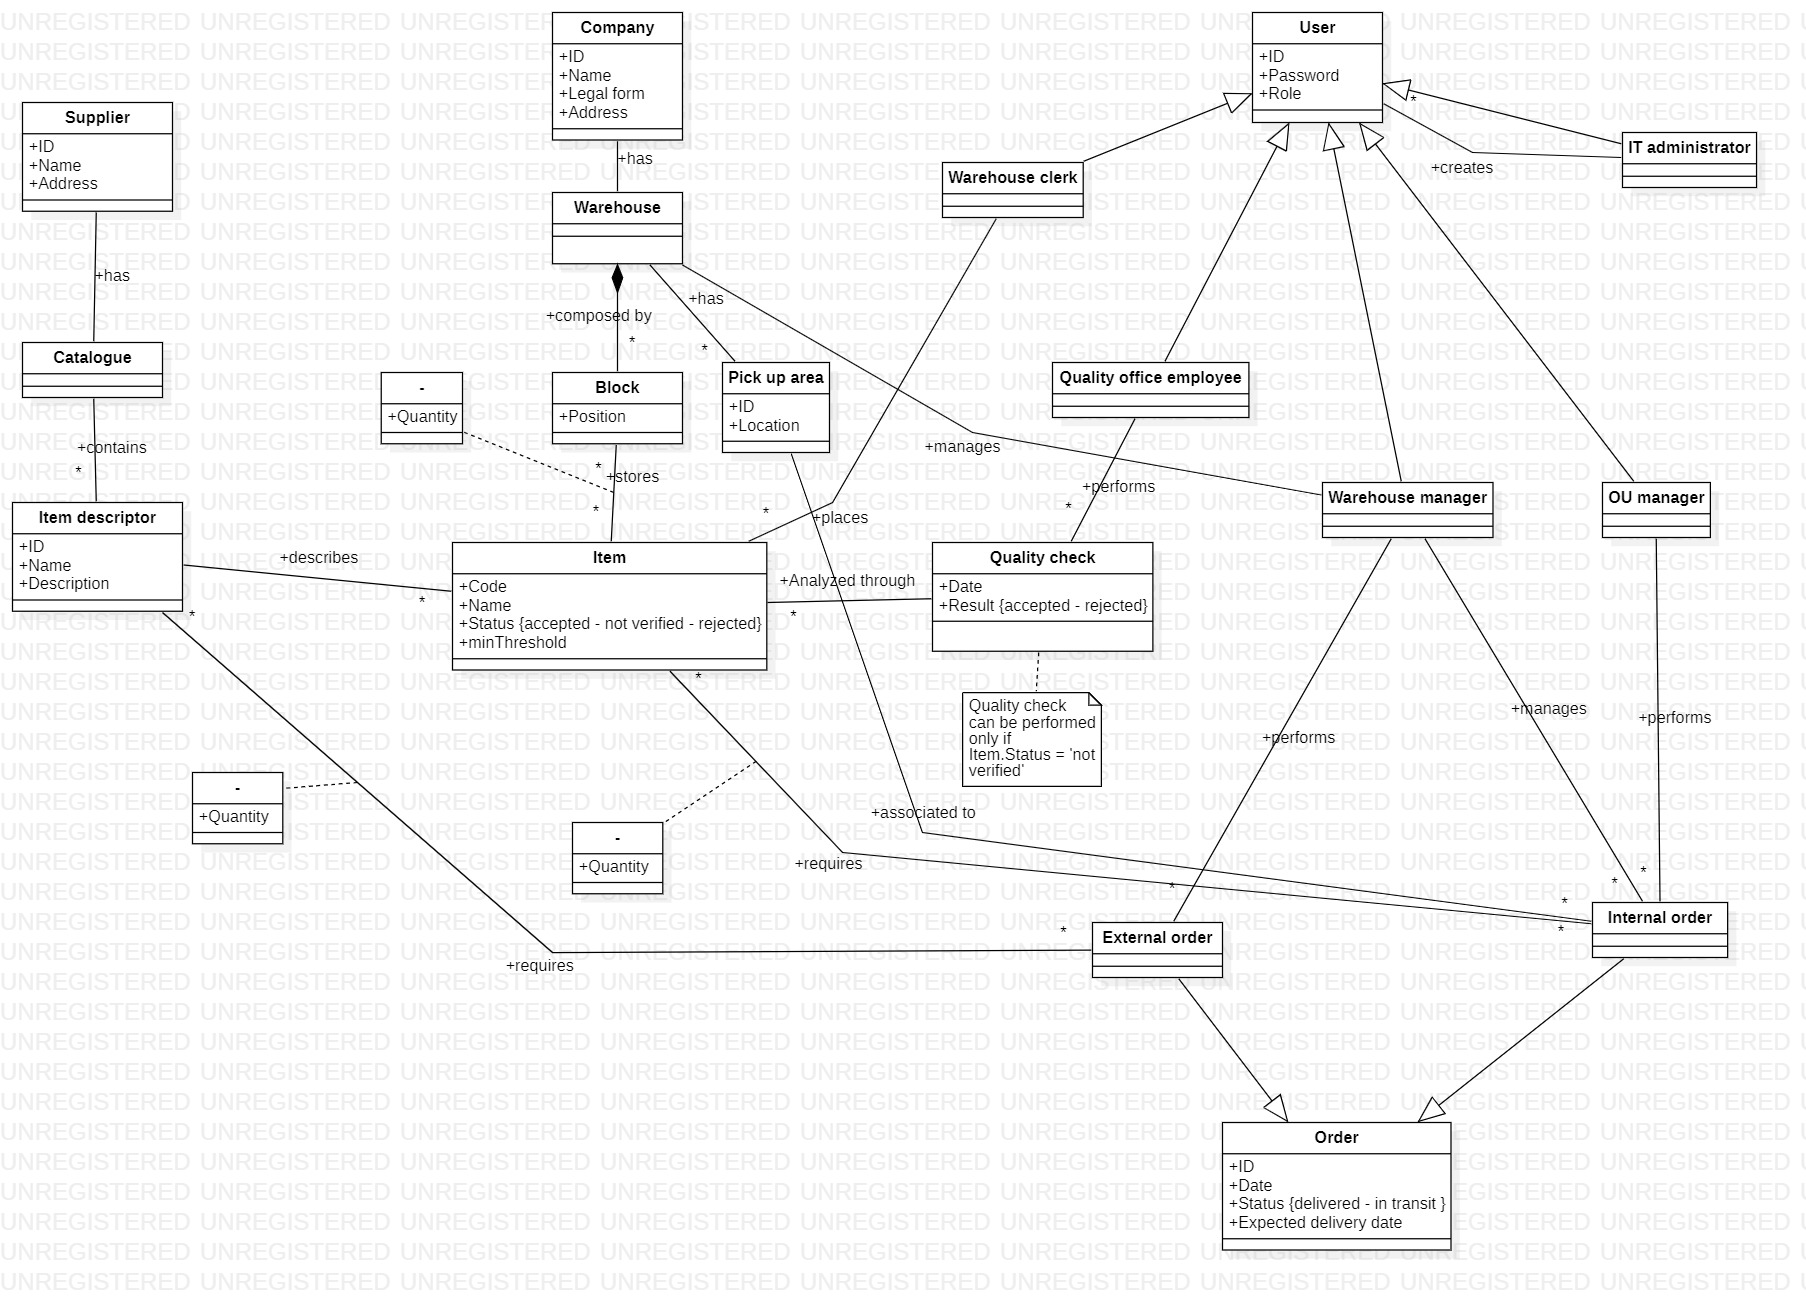 Company
+ID
+Name
+Legal form
+Address
User
+ID
+Password
+Role
*
Supplier
+ID
+Name
+Address
IT administrator
+creates
+has
Warehouse clerk
Warehouse
+has
+has
+composed by
*
*
Catalogue
-
+Quantity
Block
+Position
Pick up area
+ID
+Location
Quality office employee
+contains
*
+manages
*
+stores
*
+performs
*
*
+places
Warehouse manager
OU manager
Item descriptor
+ID
+Name
+Description
+describes
*
*
Item
+Code
+Name
+Status {accepted - not verified - rejected}
+minThreshold
*
+Analyzed through
*
Quality check
+Date
+Result {accepted - rejected}
Quality check
can be performed
only if
Item.Status = 'not
verified'
+manages
+performs
+performs
-
+Quantity
-
+Quantity
+associated to
+requires
*
*
*
*
*
*
+requires
External order
Internal order
Order
+ID
+Date
+Status {delivered - in transit }
+Expected delivery date
UNREGISTERED